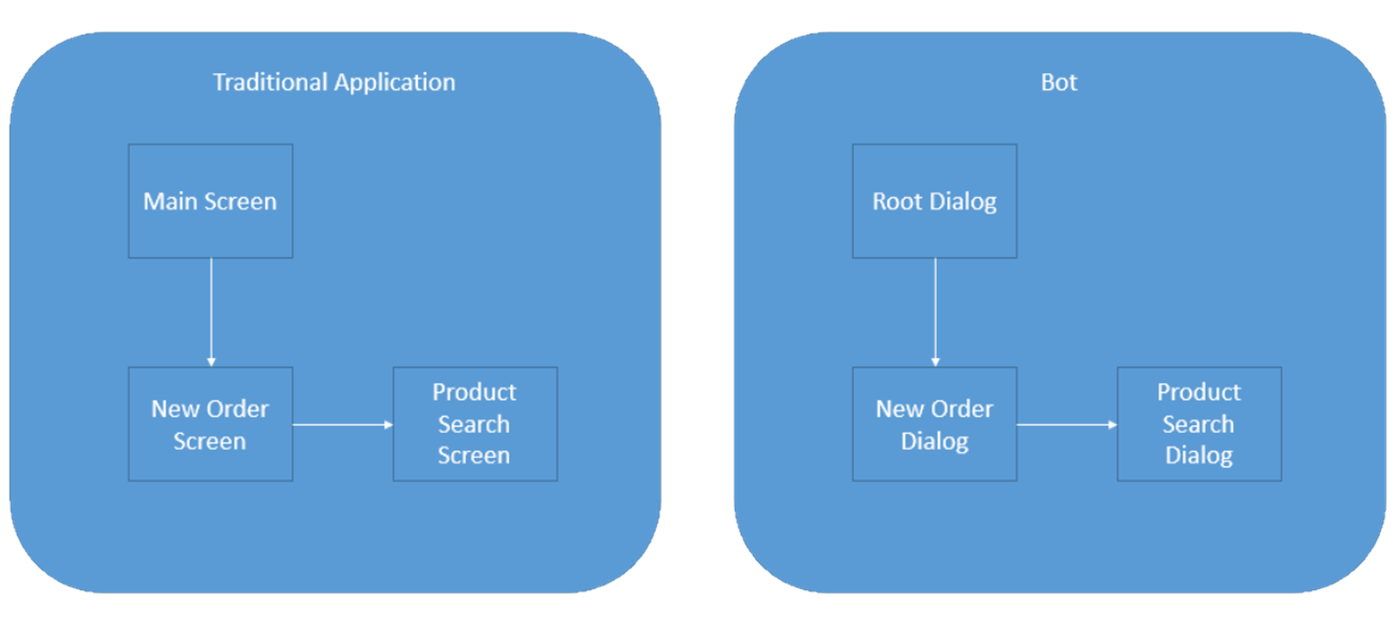 Traditional Application
Main Screen
New Order
Screen
Product
Search
Screen
Bot
Root Dialog
New Order
Dialog
Product
Search
Dialog